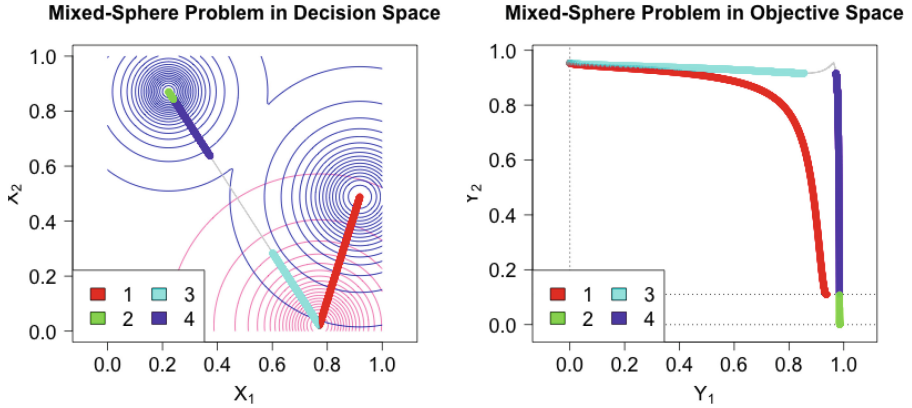 Mixed-Sphere Problem in Decision Space
1.0
0.8
0.6
0.4
0.2
0.0
X2
1 3
2 4
0.0 0.2 0.4 0.6 0.8 1.0
X1
Mixed-Sphere Problem in Objective Space
1.0
0.8
0.6
0.4
0.2
0.0
Y2
1 3
2 4
0.0 0.2 0.4 0.6 0.8 1.0
Y1